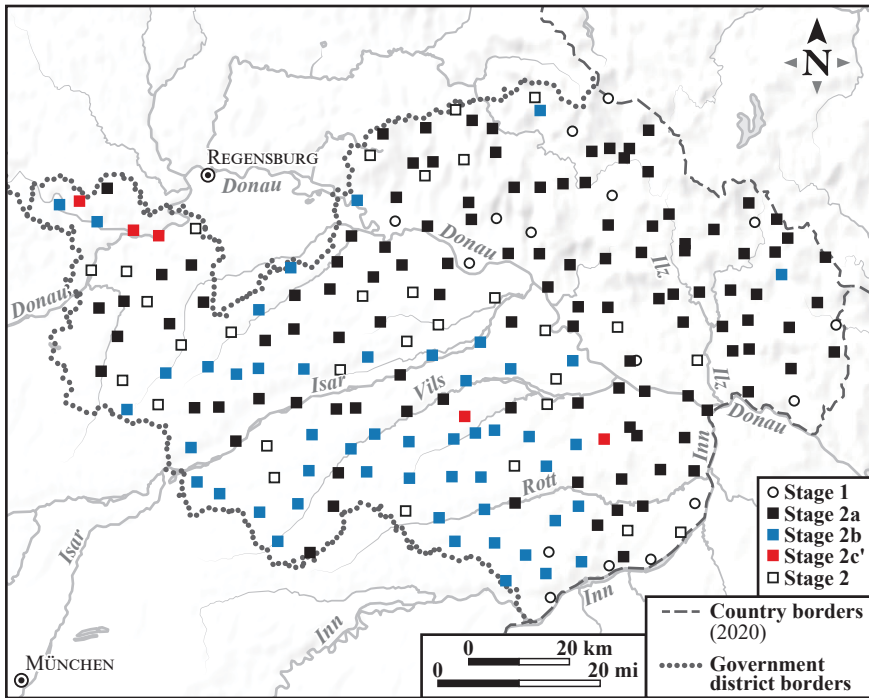 N
REGENSBURG
Donau
Donau
Donau
Ilz
Isar
Vils
Ilz
Donau
Inn
Rott
Isar
Inn
Inn
MÜNCHEN
Stage 1
Stage 2a
Stage 2b
Stage 2c'
Stage 2
Country borders
(2020)
Government
district borders
0 20 km
0 20 mi